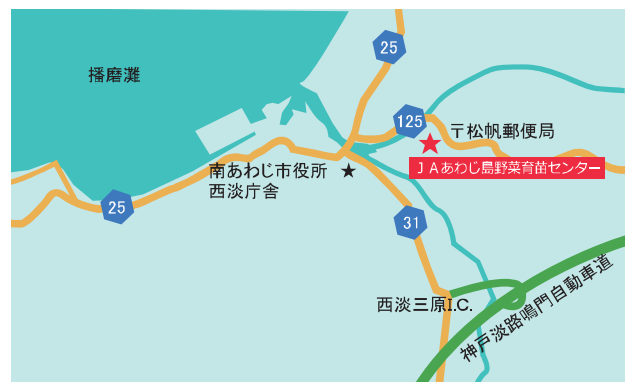 25
播磨灘
125
〒松帆郵便局
ＪＡあわじ島野菜育苗センター
南あわじ市役所
西淡庁舎
25
31
西淡三原I.C.
神戸淡路鳴門自動車道